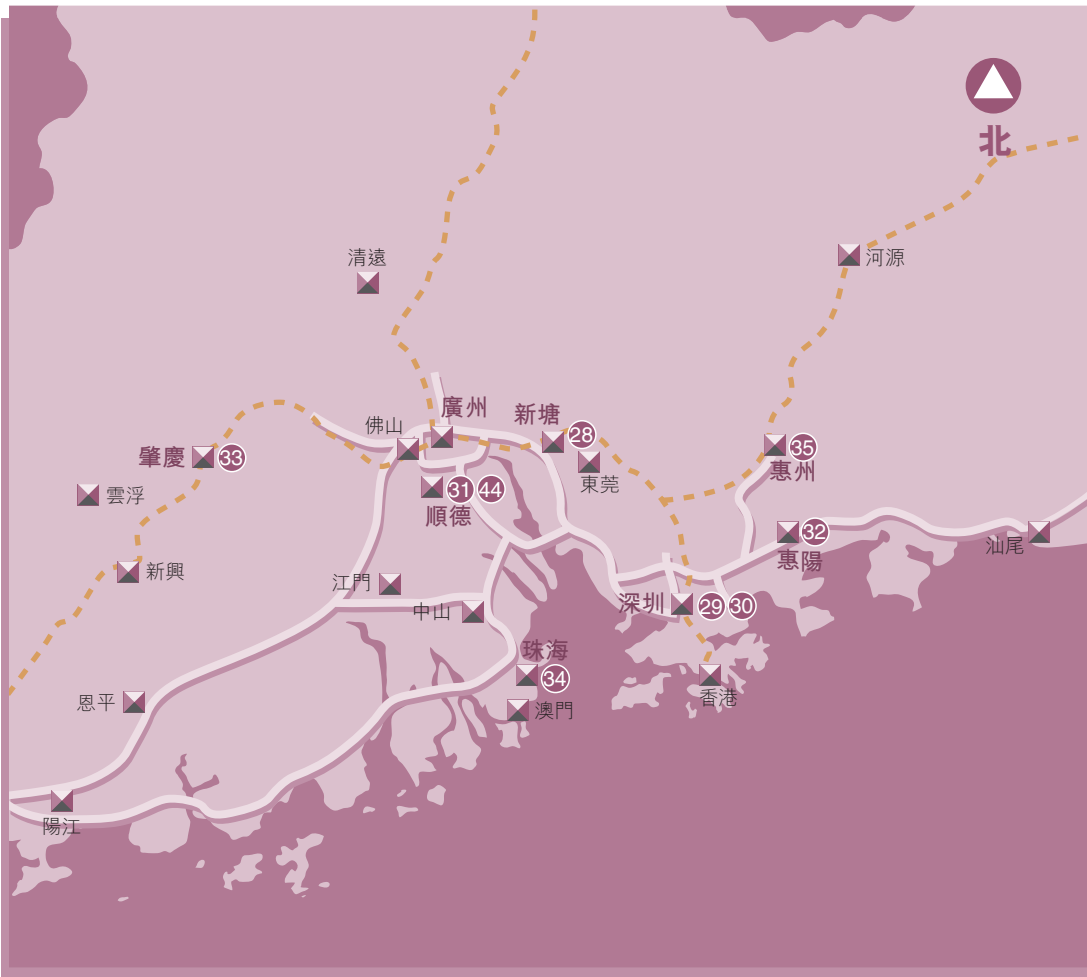 北
清遠
河源
廣州
新塘
28
佛山
肇慶
33
35
惠州
東莞
雲浮
31 44
順德
32
惠陽
汕尾
新興
江門
中山
深圳
29 30
珠海
34
香港
恩平
澳門
陽江